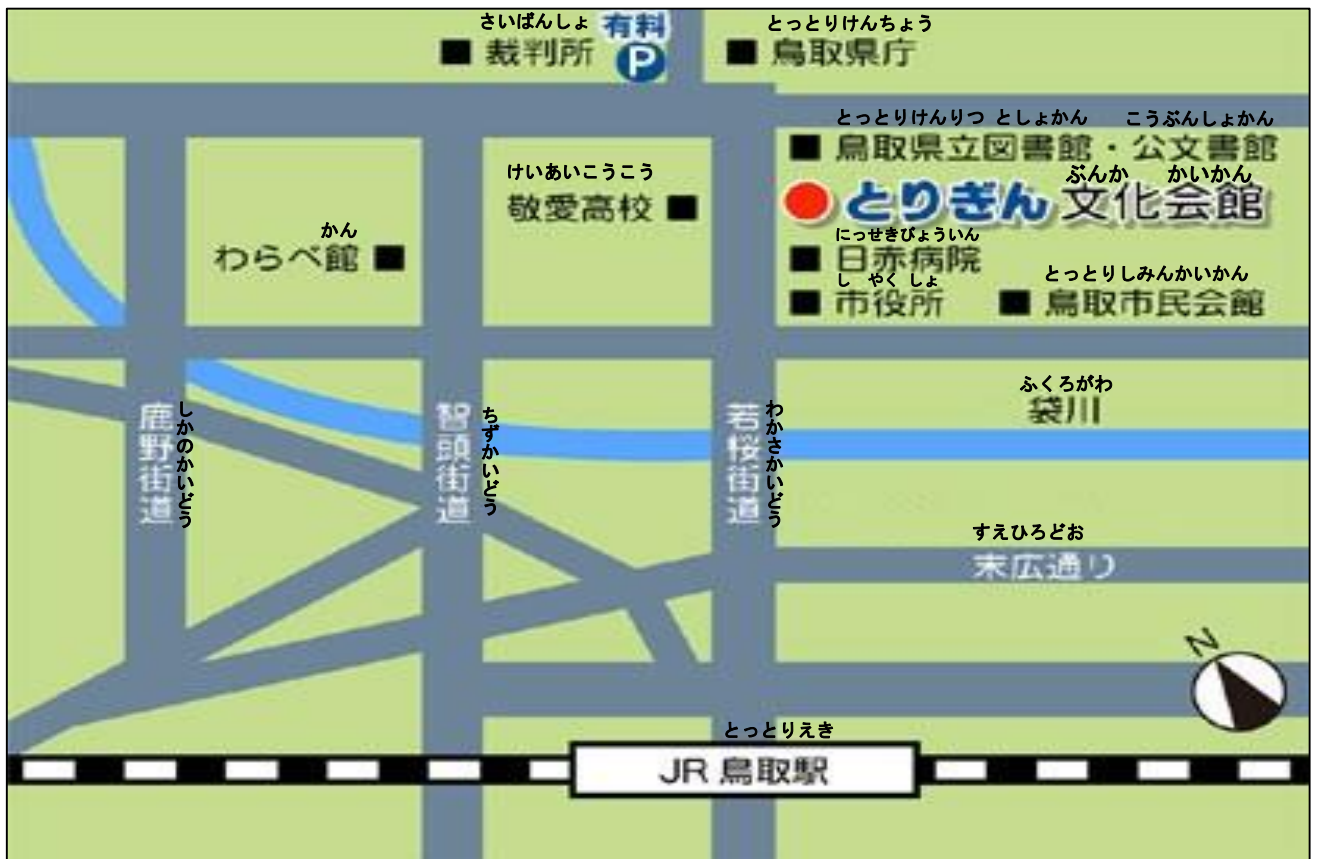 さいばんしょ
■ 裁判所
有料
P
とっとりけんちょう
■ 鳥取県庁
とっとりけんりつ としょかん こうぶんしょかん
■ 鳥取県立図書館・公文書館
ぶんか かいかん
● とりぎん文化会館
にっせきびょういん
■ 日赤病院
し やく しょ
■ 市役所
とっとりしみんかいかん
■ 鳥取市民会館
けいあいこうこう
敬愛高校 ■
かん
わらべ館 ■
ふくろがわ
袋川
鹿野街道
しかのかいどう
智頭街道
ちずかいどう
若桜街道
わかさかいどう
すえひろどお
末広通り
N
とっとりえき
JR 鳥取駅